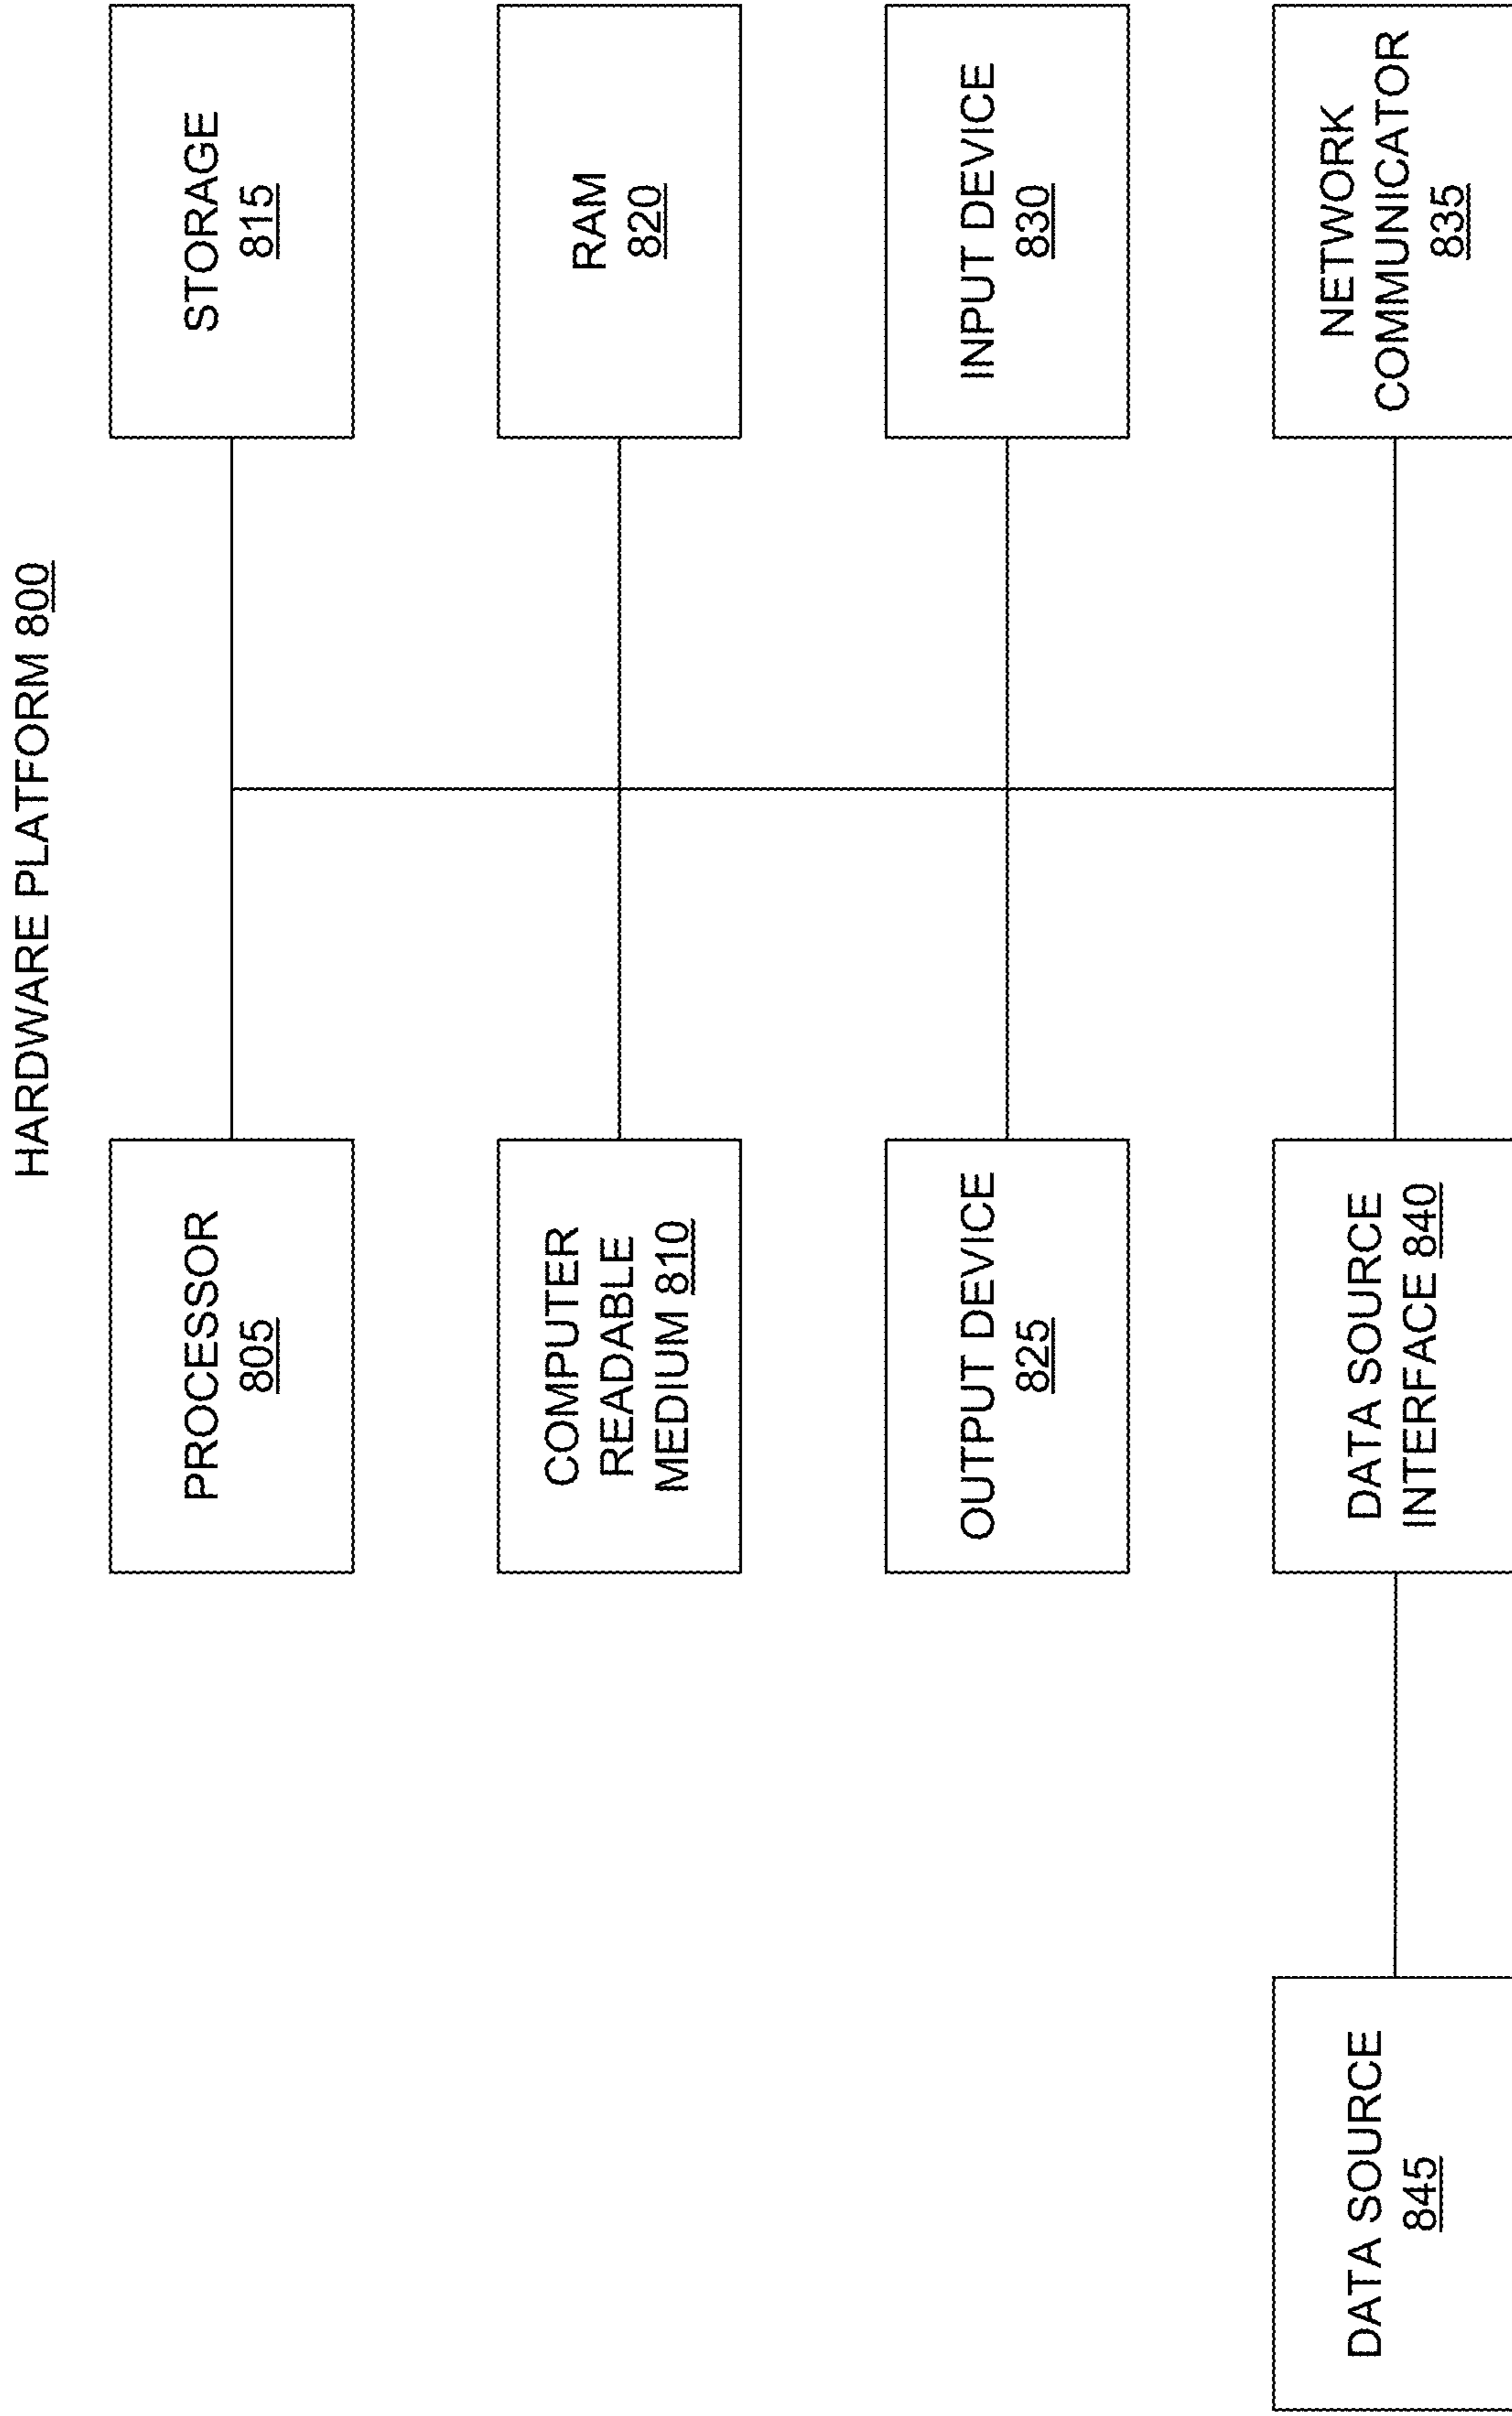 HARDWARE PLATFORM 800
PROCESSOR
805
STORAGE
815
COMPUTER
READABLE
MEDIUM 810
RAM
820
OUTPUT DEVICE
825
INPUT DEVICE
830
DATA SOURCE
845
DATA SOURCE
INTERFACE 840
NETWORK
COMMUNICATOR
835